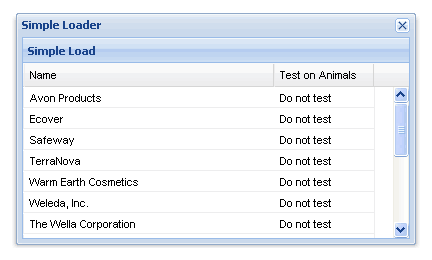 Simple Loader
Simple Load
Name Test on Animals
Avon Products Do not test
Ecover Do not test
Safeway Do not test
TerraNova Do not test
Warm Earth Cosmetics Do not test
Weleda, Inc. Do not test
The Wella Corporation Do not test